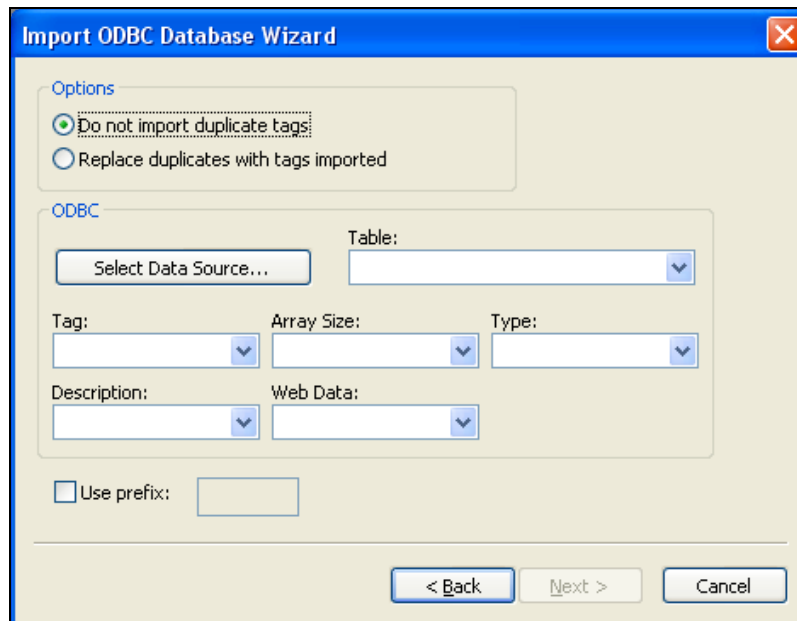 Import ODBC Database Wizard
Options
Do not import duplicate tags
Replace duplicates with tags imported
ODBC
Select Data Source...
Table:
Tag:
Array Size:
Type:
Description:
Web Data:
Use prefix:
< Back
Next >
Cancel